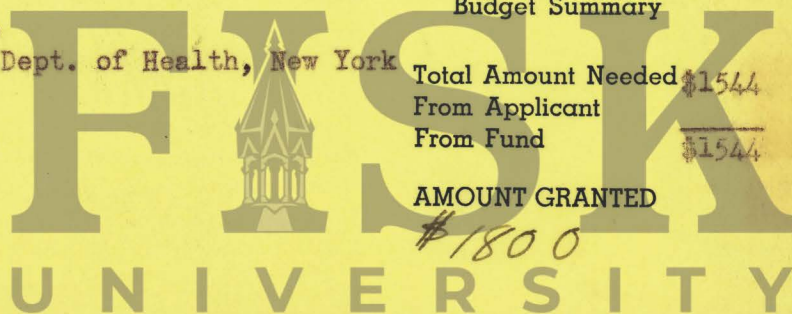 Budget Summary
Dept. of Health, New York
Total Amount Needed $1544
From Applicant
From Fund $1544
AMOUNT GRANTED
$1800
FISK
UNIVERSITY